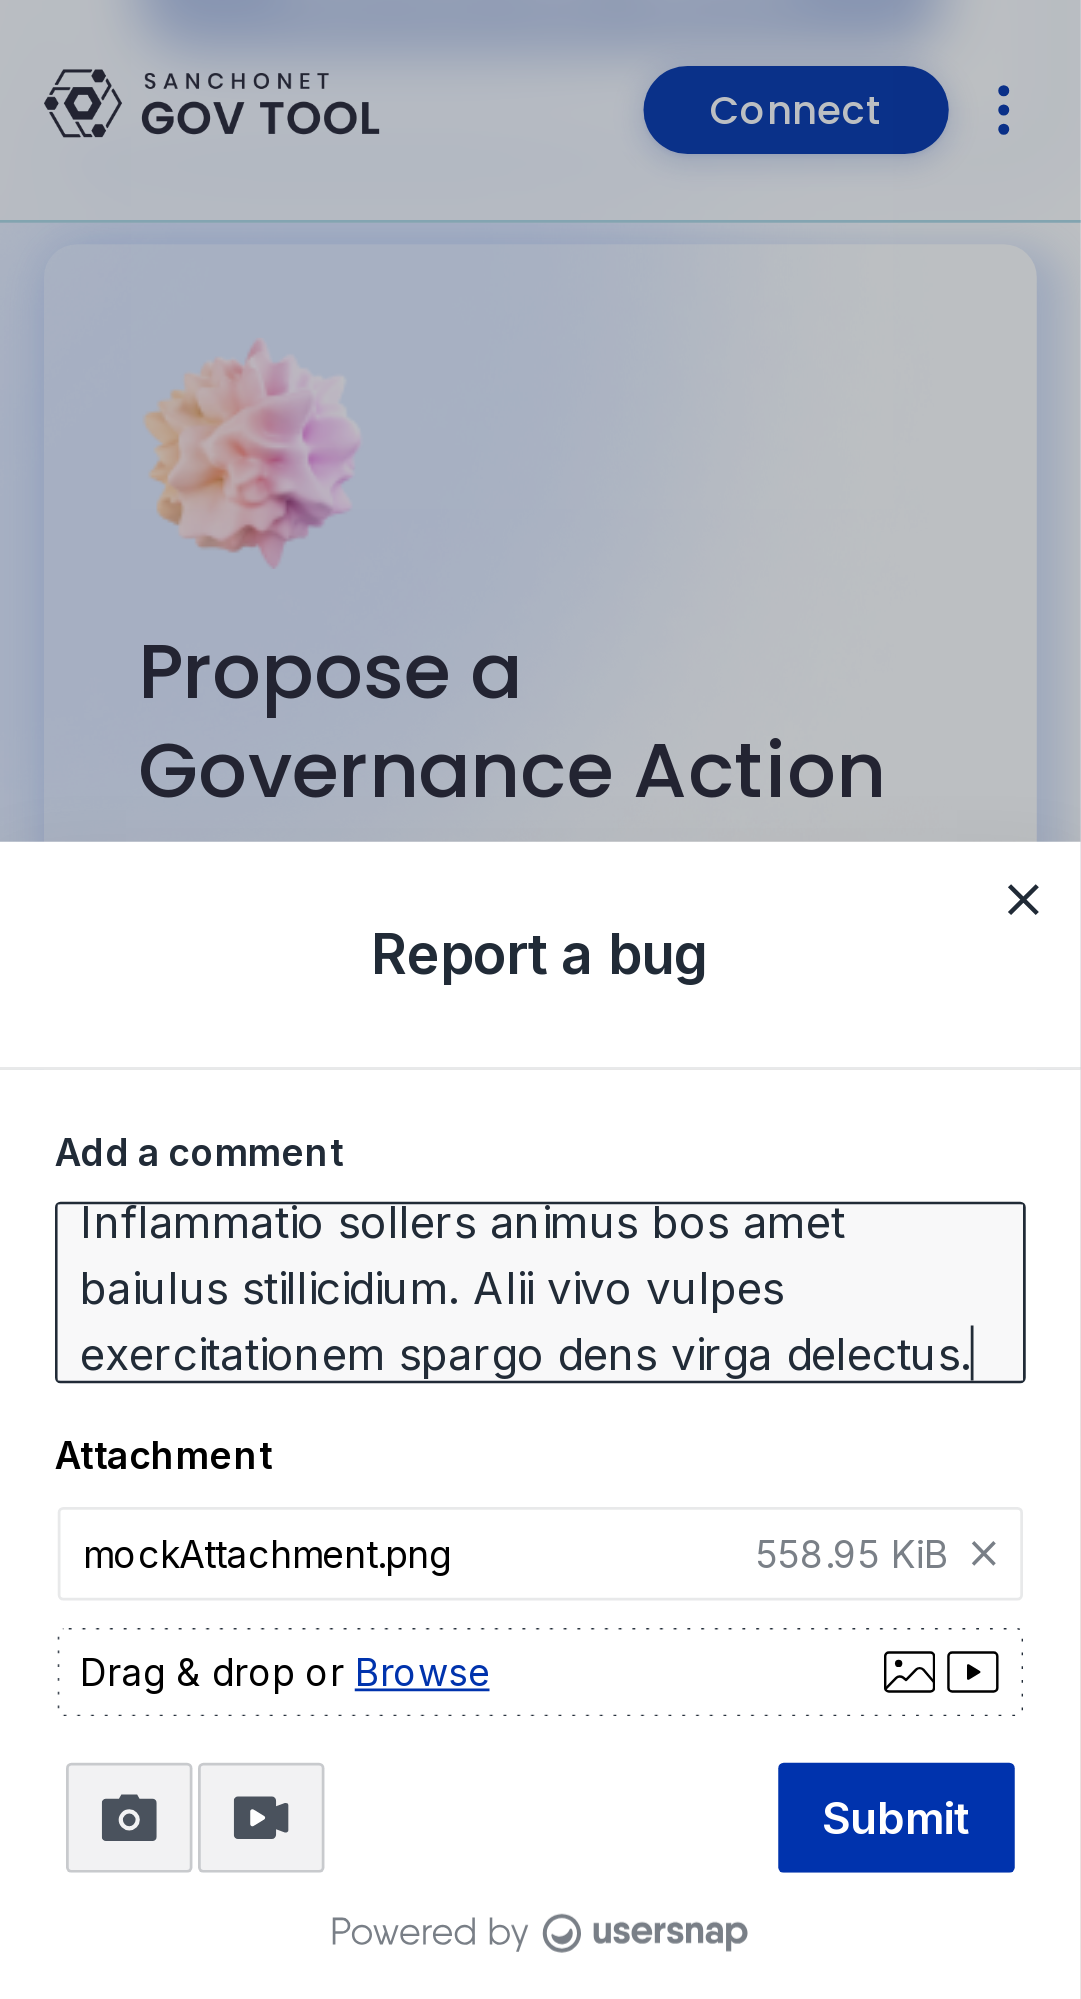 SANCHONET
GOV TOOL
Connect
Propose a
Governance Action
Report a bug
Add a comment
Inflammatio sollers animus bos amet
baiulus stillicidium. Alii vivo vulpes
exercitationem spargo dens virga delectus.
Attachment
mockAttachment.png 558.95 KiB
Drag & drop or Browse
Submit
Powered by usersnap